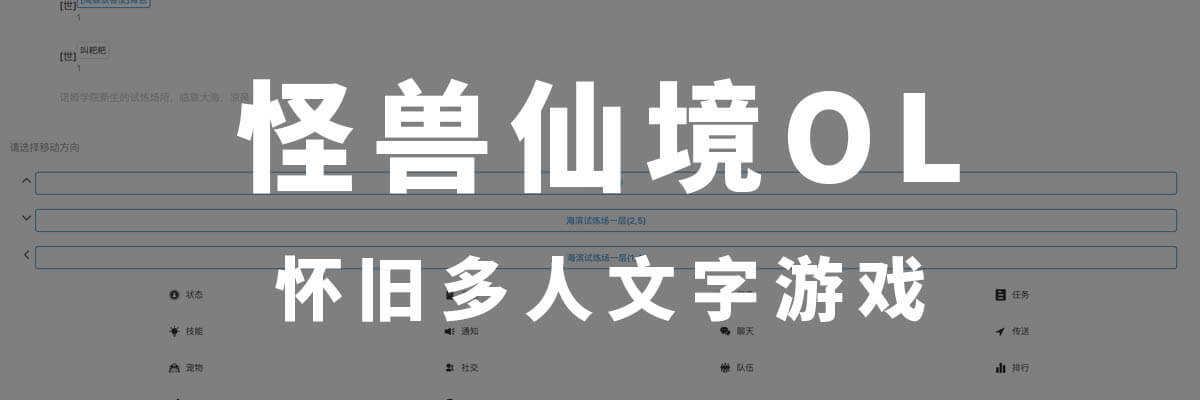 [世]
1
[世] 叫粑粑
1
诺姆学院新生的试炼场所，临靠大海，凉风
怪兽仙境OL
请选择移动方向
海滨试炼场一层(2,5)
海滨试炼场一层(1,
怀旧多人文字游戏
状态
任务
技能 通知 聊天 传送
宠物 社交 队伍 排行